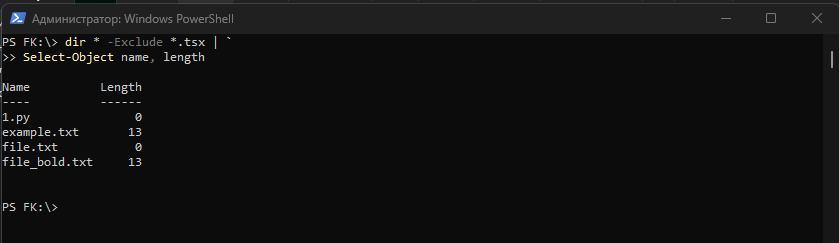 Администратор: Windows PowerShell
PS FK:\> dir * -Exclude *.tsx | `
>> Select-Object name, length
Name Length
---- ------
1.py 0
example.txt 13
file.txt 0
file_bold.txt 13
PS FK:\>